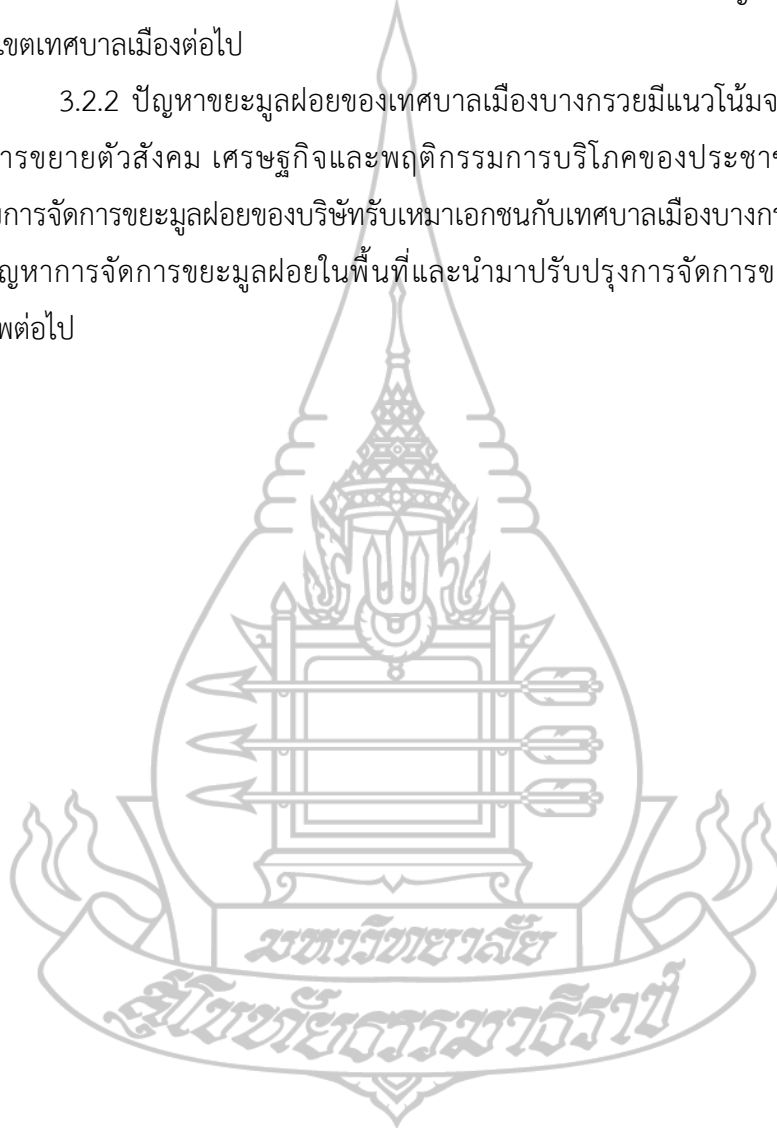 เขตเทศบาลเมืองต่อไป
3.2.2 ปัญหาขยะมูลฝอยของเทศบาลเมืองบางกรวยมีแนวโน้มจ
ารขยายตัวสังคม เศรษฐกิจและพฤติกรรมการบริโภคของประชาช
งการจัดการขยะมูลฝอยของบริษัทรับเหมาเอกชนกับเทศบาลเมืองบางกร
ัญหาการจัดการขยะมูลฝอยในพื้นที่และนำมาปรับปรุงการจัดการข
พต่อไป
มหาวิทยาลัย
สุโขทัยธรรมาธิราช